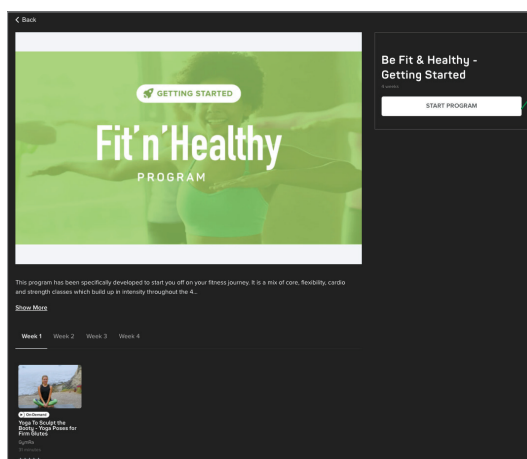 Back
GETTING STARTED
Fit'n'Healthy
PROGRAM
Be Fit & Healthy -
Getting Started
4 weeks
START PROGRAM
This program has been specifically developed to start you off on your fitness journey. It is a mix of core, flexibility, cardio
and strength classes which build up in intensity throughout the 4...
Show More
Week 1 Week 2 Week 3 Week 4
On Demand
Yoga To Sculpt the
Booty - Yoga Poses for
Firm Glutes